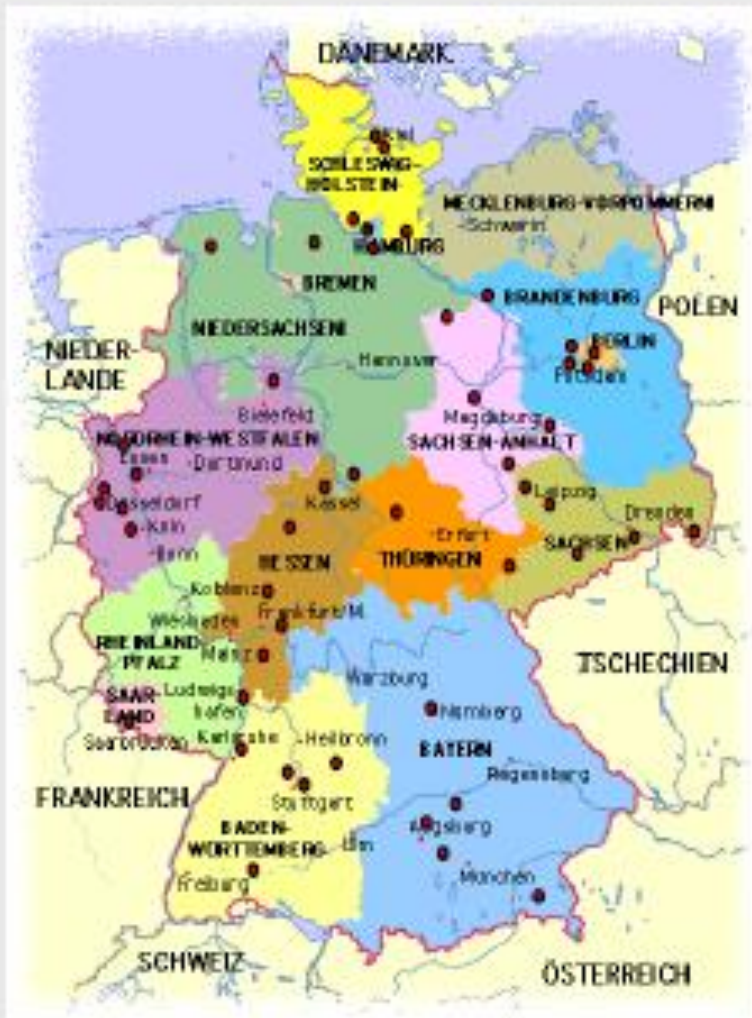 DÄNEMARK
Kiel
SCHLESWIG-
HOLSTEIN-
MECKLENBURG-VORPOMMERN
-Schwerin
HAMBURG
BREMEN
BRANDENBURG
POLEN
NIEDERSACHSEN
BERLIN
NIEDER-
LANDE
Hannover
Potsdam
Bielefeld
Magdeburg
NORDRHEIN-WESTFALEN
SACHSEN-ANHALT
Essen
-Dortmund
Leipzig
Düsseldorf
Kassel
Dresden
-Köln
-Erfurt
SACHSEN
-Bonn
HESSEN
THÜRINGEN
Koblenz
Wiesbaden
Frankfurt/M.
RHEINLAND
PFALZ
Mainz
TSCHECHIEN
Würzburg
SAAR-
LAND
Ludwigs
hafen
Nürnberg
Saarbrücken
Karlsruhe
-Heilbronn
BAYERN
Regensburg
FRANKREICH
Stuttgart
Augsburg
BADEN-
WÜRTTEMBERG
Ulm
Freiburg
München
SCHWEIZ
ÖSTERREICH